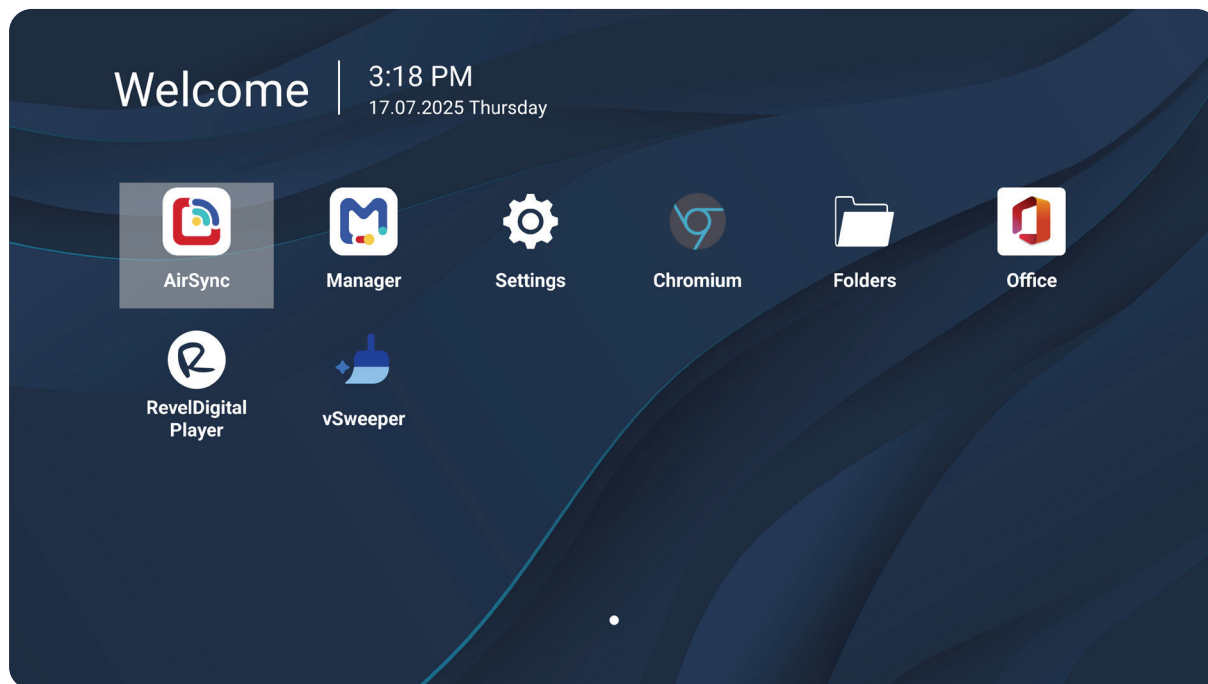 Welcome
3:18 PM
17.07.2025 Thursday
AirSync
Manager
Settings
Chromium
Folders
Office
RevelDigital
Player
vSweeper